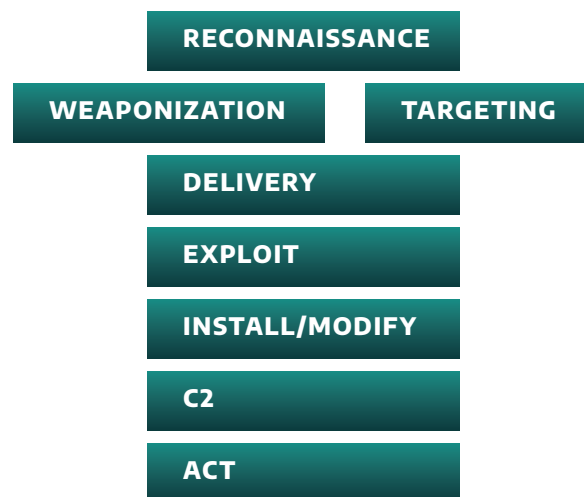 RECONNAISSANCE
WEAPONIZATION TARGETING
DELIVERY
EXPLOIT
INSTALL/MODIFY
C2
ACT